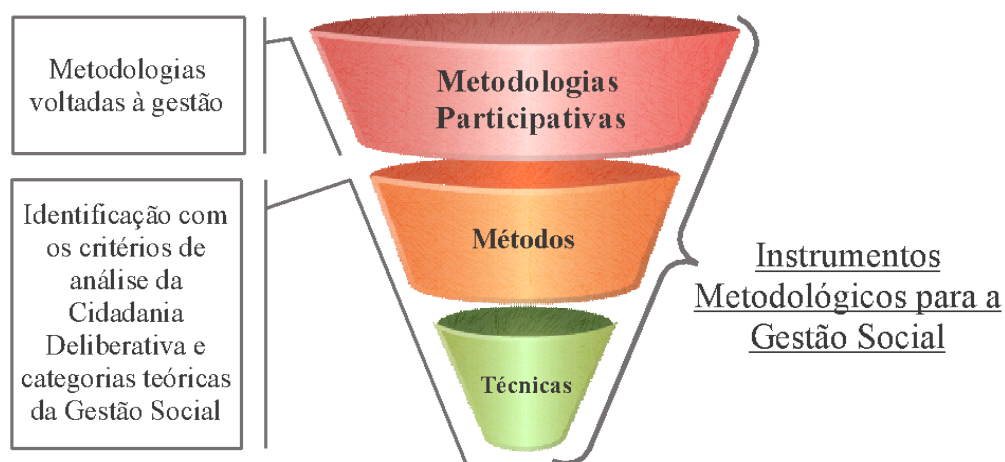 Metodologias
voltadas à gestão
Identificação com
os critérios de
análise da
Cidadania
Deliberativa e
categorias teóricas
da Gestão Social
Metodologias
Participativas
Métodos
Técnicas
Instrumentos
Metodológicos para a
Gestão Social